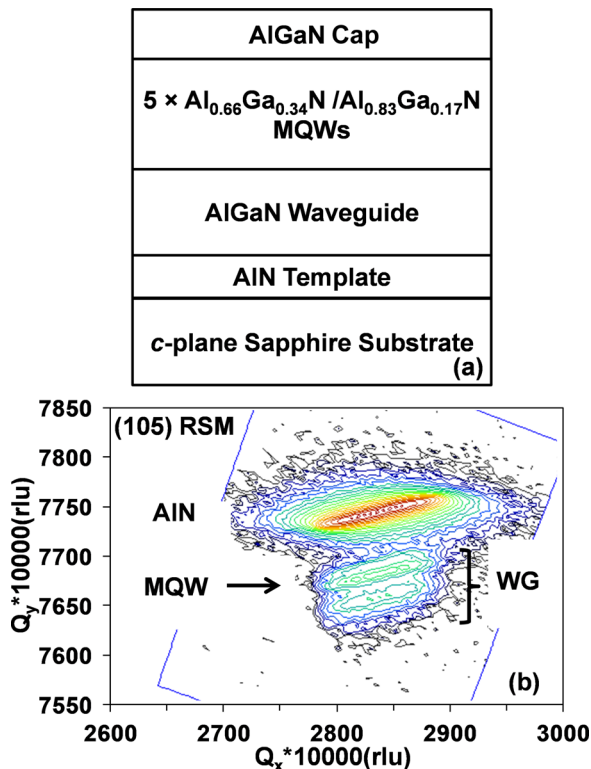 AlGaN Cap
5 × Al0.66Ga0.34N /Al0.83Ga0.17N
MQWs
AlGaN Waveguide
AlN Template
c-plane Sapphire Substrate
(a)
(105) RSM
AlN
MQW
WG
(b)
Qy*10000(rlu)
7850
7800
7750
7700
7650
7600
7550
2600
2700
2800
2900
3000
Qx*10000(rlu)